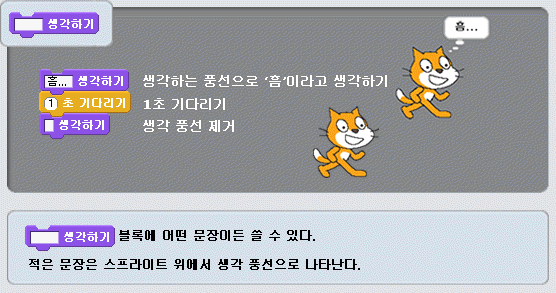 생각하기
흠...
흠... 생각하기 생각하는 풍선으로 '흠'이라고 생각하기
1 초 기다리기 1초 기다리기
생각하기 생각 풍선 제거
생각하기 블록에 어떤 문장이든 쓸 수 있다.
적은 문장은 스프라이트 위에서 생각 풍선으로 나타난다.